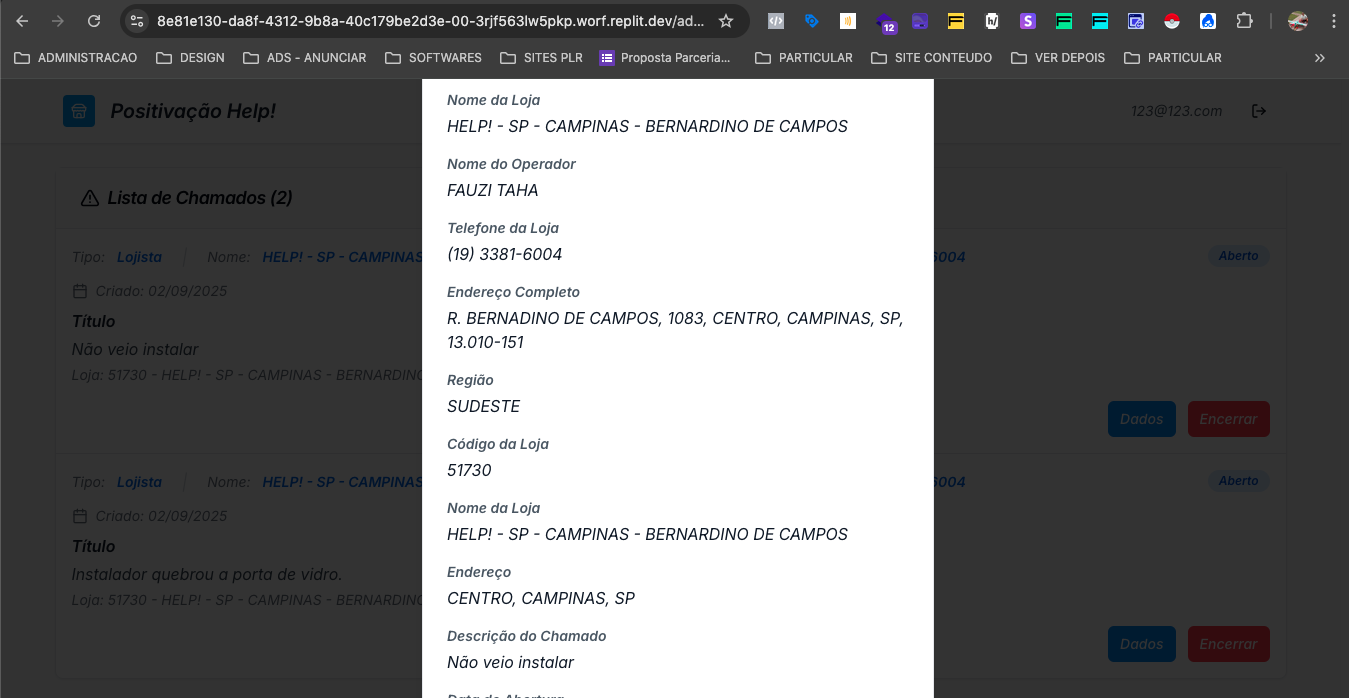 8e81e130-da8f-4312-9b8a-40c179be2d3e-00-3rjf563lw5pkp.worf.replit.dev/ad...
12
ADMINISTRACAO
DESIGN
ADS - ANUNCIAR
SOFTWARES
SITES PLR
Proposta Parceria...
PARTICULAR
SITE CONTEUDO
VER DEPOIS
PARTICULAR
Positivação Help!
123@123.com
Lista de Chamados (2)
Tipo: Lojista
Nome: HELP! - SP - CAMPINAS
6004
Aberto
Criado: 02/09/2025
Título
Não veio instalar
Loja: 51730 - HELP! - SP - CAMPINAS - BERNARDINO
Dados
Encerrar
Tipo: Lojista
Nome: HELP! - SP - CAMPINAS
6004
Aberto
Criado: 02/09/2025
Título
Instalador quebrou a porta de vidro.
Loja: 51730 - HELP! - SP - CAMPINAS - BERNARDINO
Dados
Encerrar
Nome da Loja
HELP! - SP - CAMPINAS - BERNARDINO DE CAMPOS
Nome do Operador
FAUZI TAHA
Telefone da Loja
(19) 3381-6004
Endereço Completo
R. BERNADINO DE CAMPOS, 1083, CENTRO, CAMPINAS, SP,
13.010-151
Região
SUDESTE
Código da Loja
51730
Nome da Loja
HELP! - SP - CAMPINAS - BERNARDINO DE CAMPOS
Endereço
CENTRO, CAMPINAS, SP
Descrição do Chamado
Não veio instalar
Data de Abertura